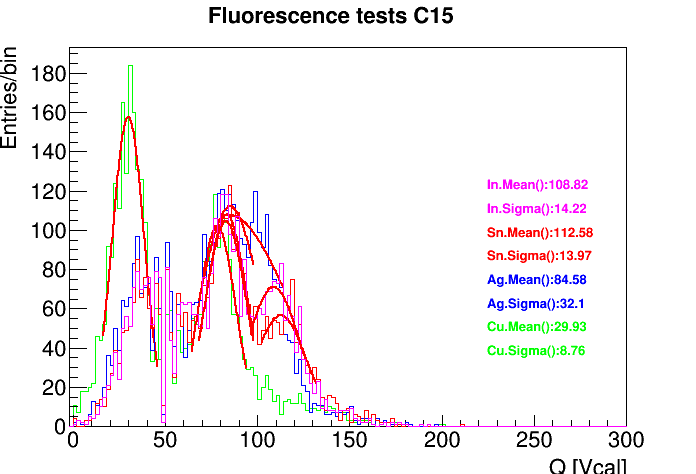 Fluorescence tests C15
Entries/bin
180
160
140
120
100
80
60
40
20
0
In.Mean():108.82
In.Sigma():14.22
Sn.Mean():112.58
Sn.Sigma():13.97
Ag.Mean():84.58
Ag.Sigma():32.1
Cu.Mean():29.93
Cu.Sigma():8.76
0 50 100 150 200 250 300
Q [Vcal]